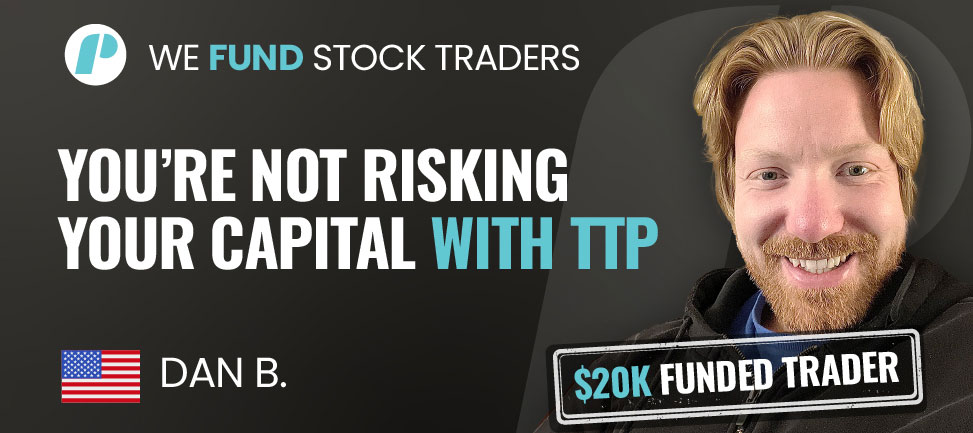 WE FUND STOCK TRADERS
YOU'RE NOT RISKING
YOUR CAPITAL WITH TTP
DAN B.
$20K FUNDED TRADER